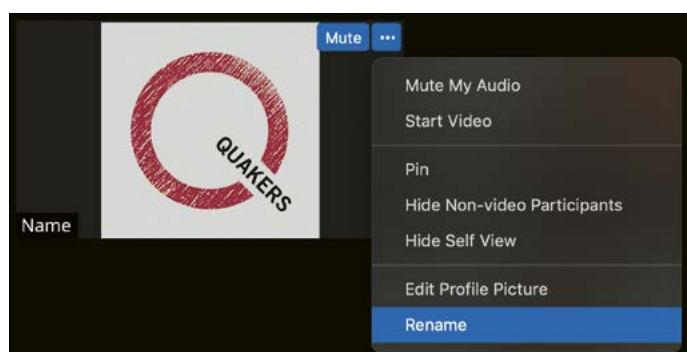 Mute ···
Mute My Audio
Start Video
QUAKERS
Pin
Hide Non-video Participants
Name
Hide Self View
Edit Profile Picture
Rename